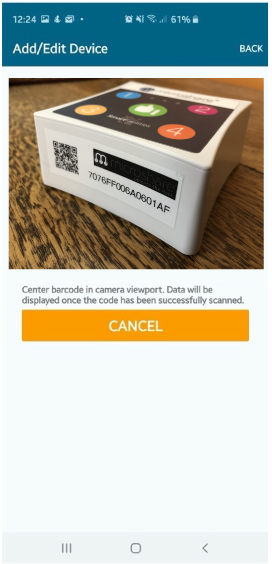 12:24
61%
Add/Edit Device
BACK
1
2
3
4
7076FF006A0601AF
Center barcode in camera viewport. Data will be
displayed once the code has been successfully scanned.
CANCEL